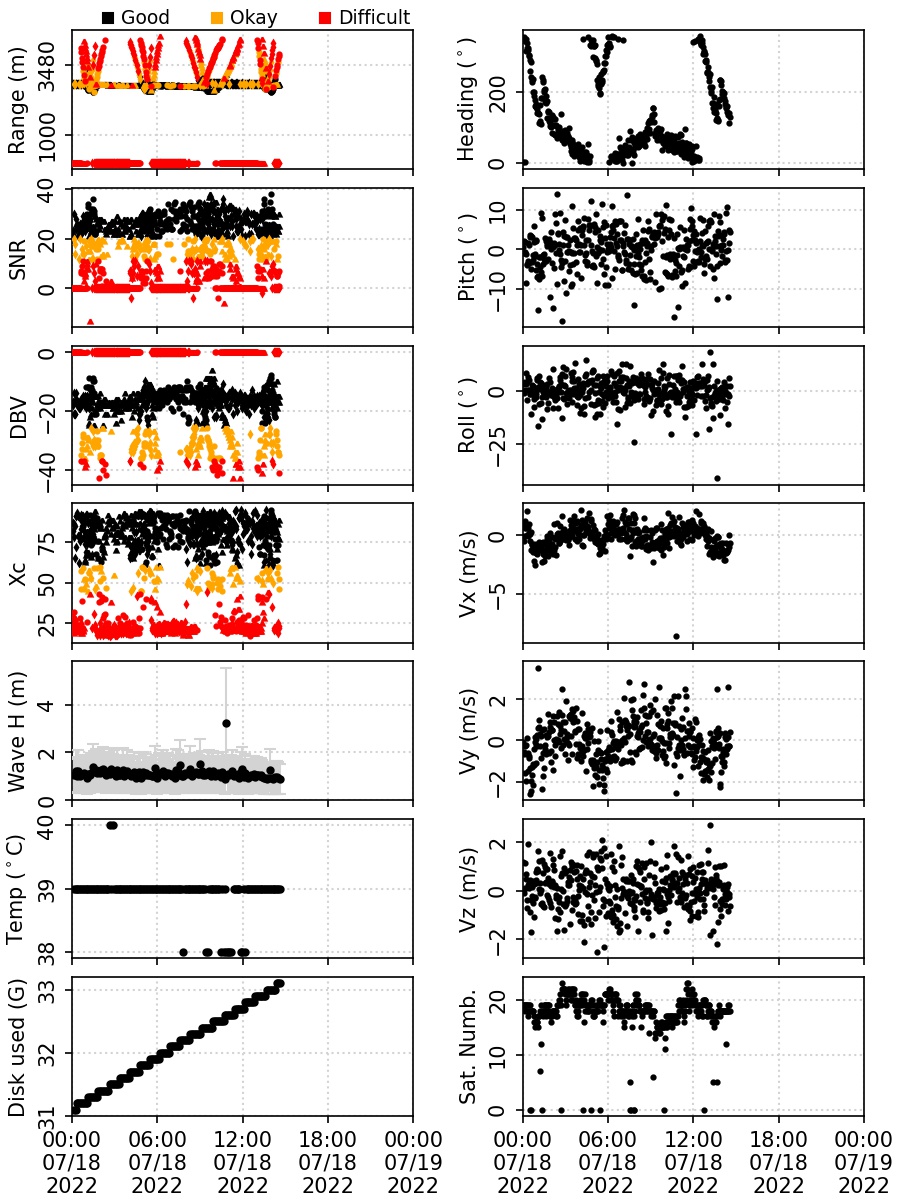 Good Okay Difficult
Range (m)
3480
1000
Heading (°)
200
0
SNR
40
20
0
Pitch (°)
10
0
−10
DBV
0
−20
−40
Roll (°)
0
−25
Xc
75
50
25
Vx (m/s)
0
−5
Wave H (m)
4
2
0
Vy (m/s)
2
0
−2
Temp (°C)
40
39
38
Vz (m/s)
2
0
−2
Disk used (G)
33
32
31
Sat. Numb.
20
10
0
00:00 06:00 12:00 18:00 00:00
07/18 07/18 07/18 07/18 07/19
2022 2022 2022 2022 2022
00:00 06:00 12:00 18:00 00:00
07/18 07/18 07/18 07/18 07/19
2022 2022 2022 2022 2022